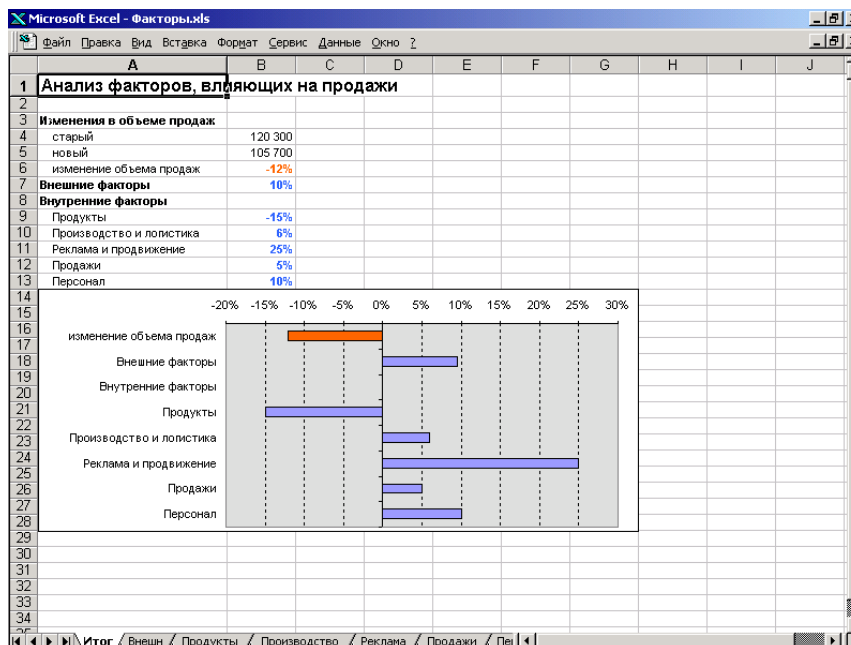 Microsoft Excel - Факторы.xls
Файл Правка Вид Вставка Формат Сервис Данные Окно ?
A B C D E F G H I J
1 Анализ факторов, влияющих на продажи
2
3 Изменения в объеме продаж
4 старый 120 300
5 новый 105 700
6 изменение объема продаж -12%
7 Внешние факторы 10%
8 Внутренние факторы
9 Продукты -15%
10 Производство и логистика 6%
11 Реклама и продвижение 25%
12 Продажи 5%
13 Персонал 10%
14
15 -20% -15% -10% -5% 0% 5% 10% 15% 20% 25% 30%
16
17 изменение объема продаж
18 Внешние факторы
19
20 Внутренние факторы
21 Продукты
22
23 Производство и логистика
24 Реклама и продвижение
25
26 Продажи
27
28 Персонал
29
30
31
32
33
34
Итог Внешн Продукты Производство Реклама Продажи